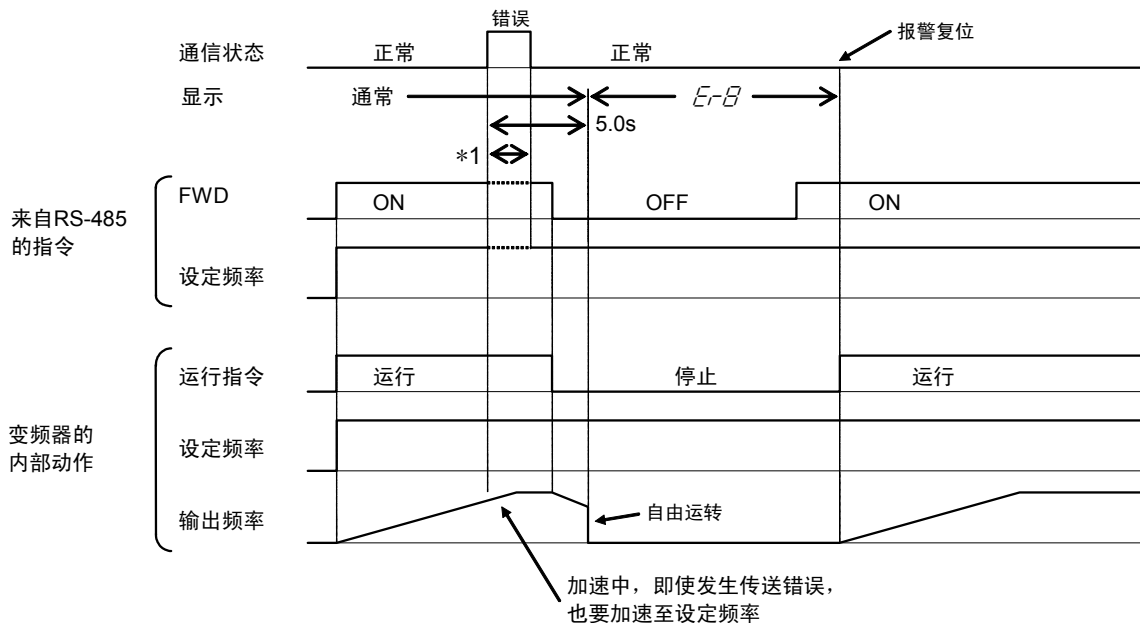 错误
通信状态 正常 正常 报警复位
显示 通常 Er8
5.0s
*1
来自RS-485
的指令
FWD ON OFF ON
设定频率
变频器的
内部动作
运行指令 运行 停止 运行
设定频率
输出频率 自由运转
加速中，即使发生传送错误，
也要加速至设定频率